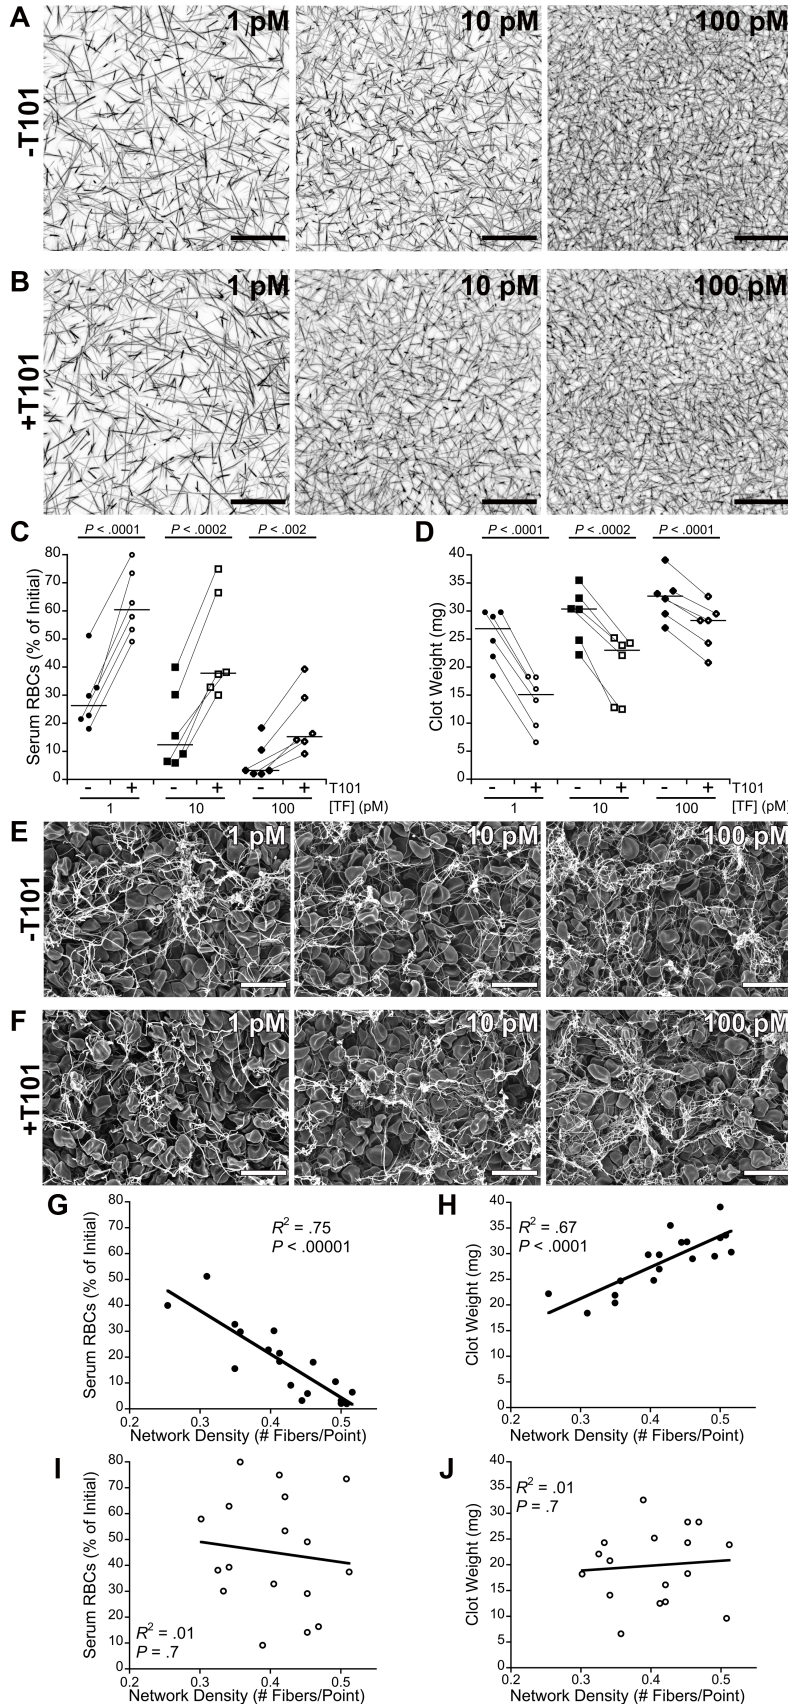 A
1 pM
10 pM
100 pM
-T101
B
1 pM
10 pM
100 pM
+T101
C
P < .0001
P < .0002
P < .002
80
70
60
50
40
30
20
10
0
Serum RBCs (% of Initial)
- + - + - + T101
1 10 100 [TF] (pM)
D
P < .0001
P < .0002
P < .0001
40
35
30
25
20
15
10
5
0
Clot Weight (mg)
- + - + - + T101
1 10 100 [TF] (pM)
E
1 pM
10 pM
100 pM
-T101
F
1 pM
10 pM
100 pM
+T101
G
R² = .75
P < .00001
80
70
60
50
40
30
20
10
0
Serum RBCs (% of Initial)
0.2 0.3 0.4 0.5
Network Density (# Fibers/Point)
H
R² = .67
P < .0001
40
35
30
25
20
15
10
5
0
Clot Weight (mg)
0.2 0.3 0.4 0.5
Network Density (# Fibers/Point)
I
80
70
60
50
40
30
20
10
0
Serum RBCs (% of Initial)
R² = .01
P = .7
0.2 0.3 0.4 0.5
Network Density (# Fibers/Point)
J
R² = .01
P = .7
40
35
30
25
20
15
10
5
0
Clot Weight (mg)
0.2 0.3 0.4 0.5
Network Density (# Fibers/Point)